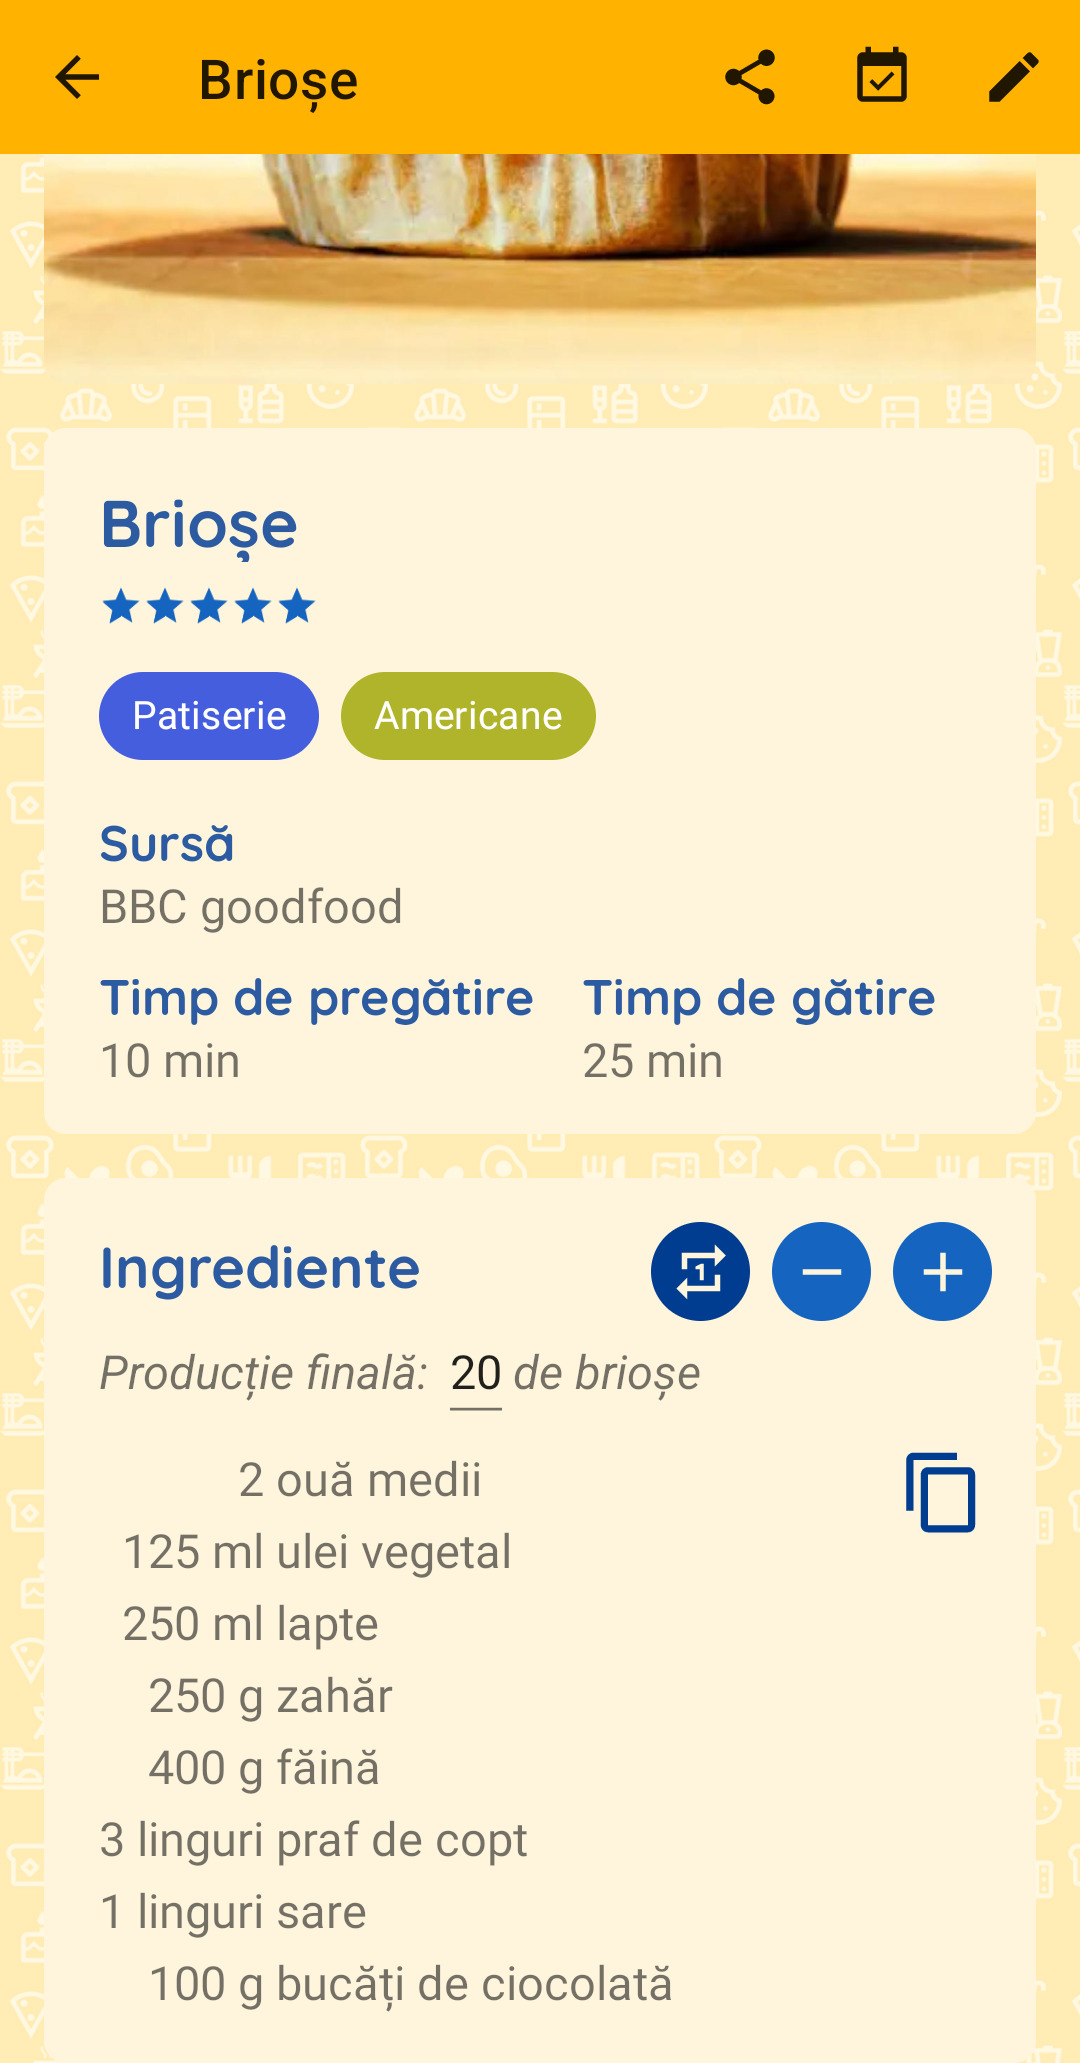 Brioșe
Brioșe
Patiserie Americane
Sursă
BBC goodfood
Timp de pregătire Timp de gătire
10 min 25 min
Ingrediente 1
Producție finală: 20 de brioșe
2 ouă medii
125 ml ulei vegetal
250 ml lapte
250 g zahăr
400 g făină
3 linguri praf de copt
1 linguri sare
100 g bucăți de ciocolată